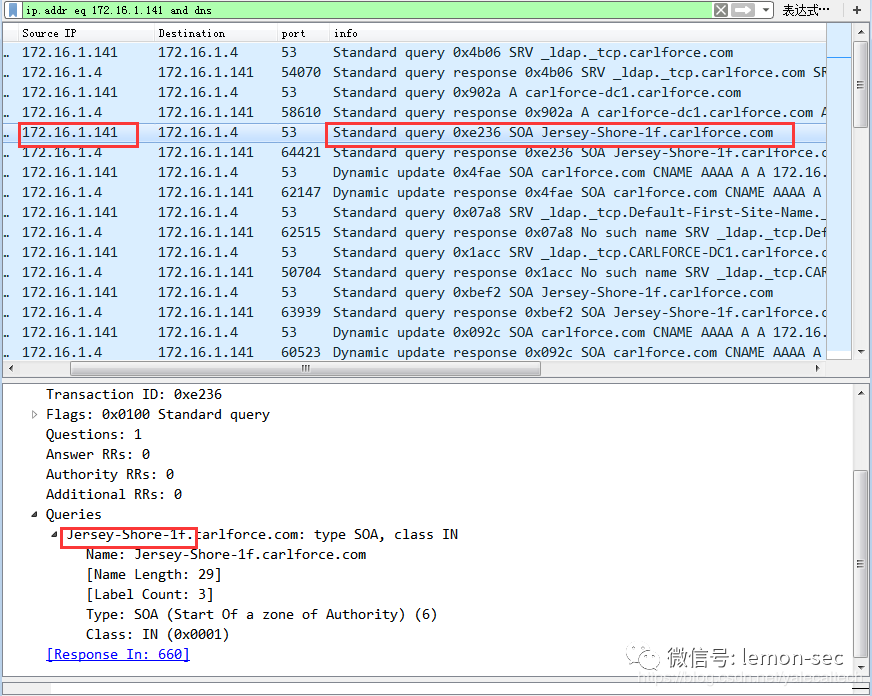 ip.addr eq 172.16.1.141 and dns 表达式… +
Source IP Destination port info
.. 172.16.1.141 172.16.1.4 53 Standard query 0x4b06 SRV _ldap._tcp.carlforce.com
.. 172.16.1.4 172.16.1.141 54070 Standard query response 0x4b06 SRV _ldap._tcp.carlforce.com SR
.. 172.16.1.141 172.16.1.4 53 Standard query 0x902a A carlforce-dc1.carlforce.com
.. 172.16.1.4 172.16.1.141 58610 Standard query response 0x902a A carlforce-dc1.carlforce.com A
.. 172.16.1.141 172.16.1.4 53 Standard query 0xe236 SOA Jersey-Shore-1f.carlforce.com
.. 172.16.1.4 172.16.1.141 64421 Standard query response 0xe236 SOA Jersey-Shore-1f.carlforce.c
.. 172.16.1.141 172.16.1.4 53 Dynamic update 0x4fae SOA carlforce.com CNAME AAAA A A 172.16.
.. 172.16.1.4 172.16.1.141 62147 Dynamic update response 0x4fae SOA carlforce.com CNAME AAAA A
.. 172.16.1.141 172.16.1.4 53 Standard query 0x07a8 SRV _ldap._tcp.Default-First-Site-Name._
.. 172.16.1.4 172.16.1.141 62515 Standard query response 0x07a8 No such name SRV _ldap._tcp.Def
.. 172.16.1.141 172.16.1.4 53 Standard query 0x1acc SRV _ldap._tcp.CARLFORCE-DC1.carlforce.c
.. 172.16.1.4 172.16.1.141 50704 Standard query response 0x1acc No such name SRV _ldap._tcp.CAR
.. 172.16.1.141 172.16.1.4 53 Standard query 0xbef2 SOA Jersey-Shore-1f.carlforce.com
.. 172.16.1.4 172.16.1.141 63939 Standard query response 0xbef2 SOA Jersey-Shore-1f.carlforce.c
.. 172.16.1.141 172.16.1.4 53 Dynamic update 0x092c SOA carlforce.com CNAME AAAA A A 172.16.
.. 172.16.1.4 172.16.1.141 60523 Dynamic update response 0x092c SOA carlforce.com CNAME AAAA A
Transaction ID: 0xe236
Flags: 0x0100 Standard query
Questions: 1
Answer RRs: 0
Authority RRs: 0
Additional RRs: 0
Queries
Jersey-Shore-1f.carlforce.com: type SOA, class IN
Name: Jersey-Shore-1f.carlforce.com
[Name Length: 29]
[Label Count: 3]
Type: SOA (Start Of a zone of Authority) (6)
Class: IN (0x0001)
[Response In: 660]
微信号: lemon-sec